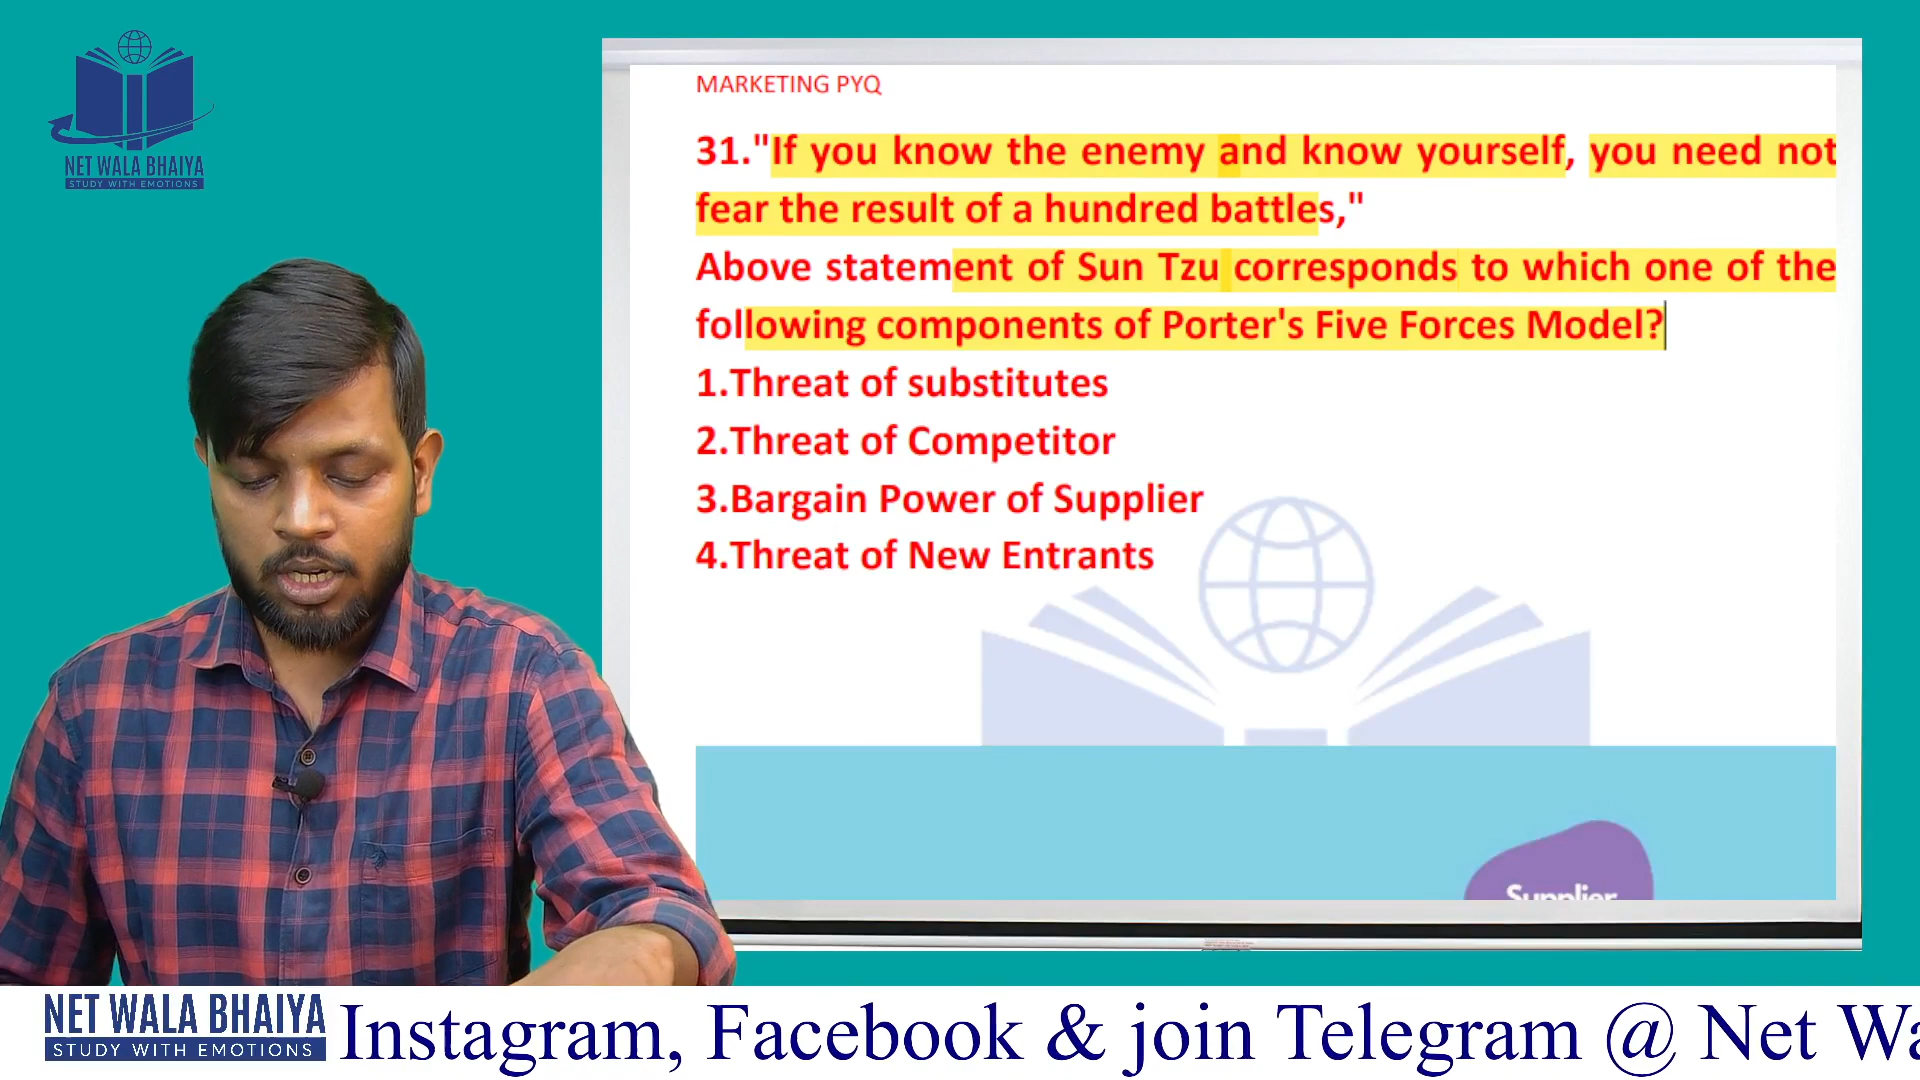 NET WALA BHAIYA
STUDY WITH EMOTIONS
MARKETING PYQ
31."If you know the enemy and know yourself, you need not
fear the result of a hundred battles,"
Above statement of Sun Tzu corresponds to which one of the
following components of Porter's Five Forces Model?
1.Threat of substitutes
2.Threat of Competitor
3.Bargain Power of Supplier
4.Threat of New Entrants
Supplier
NET WALA BHAIYA
STUDY WITH EMOTIONS
Instagram, Facebook & join Telegram @ Net Wa